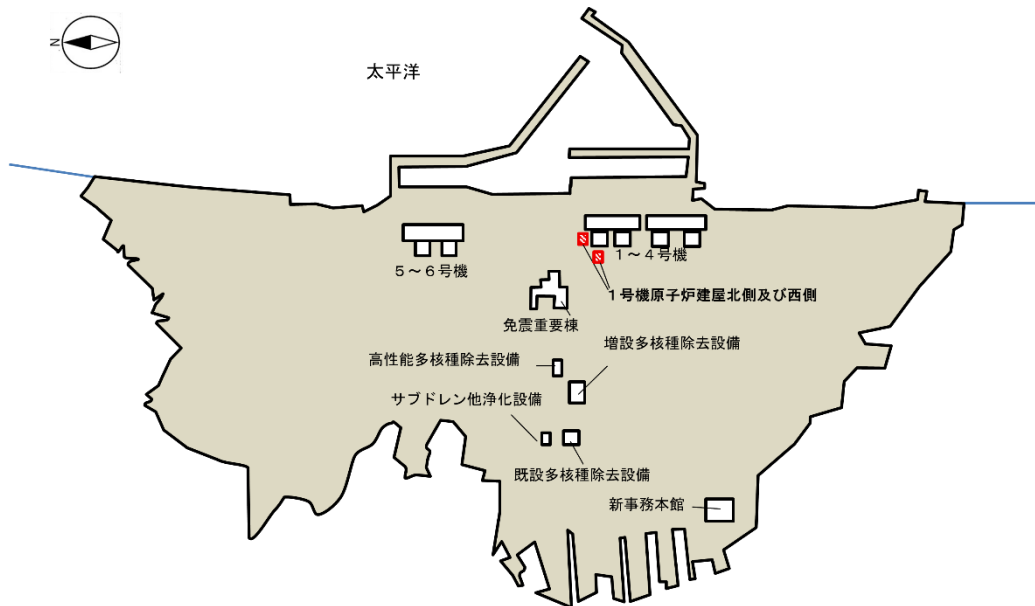 N
太平洋
５～６号機
１～４号機
１号機原子炉建屋北側及び西側
免震重要棟
増設多核種除去設備
高性能多核種除去設備
サブドレン他浄化設備
既設多核種除去設備
新事務本館